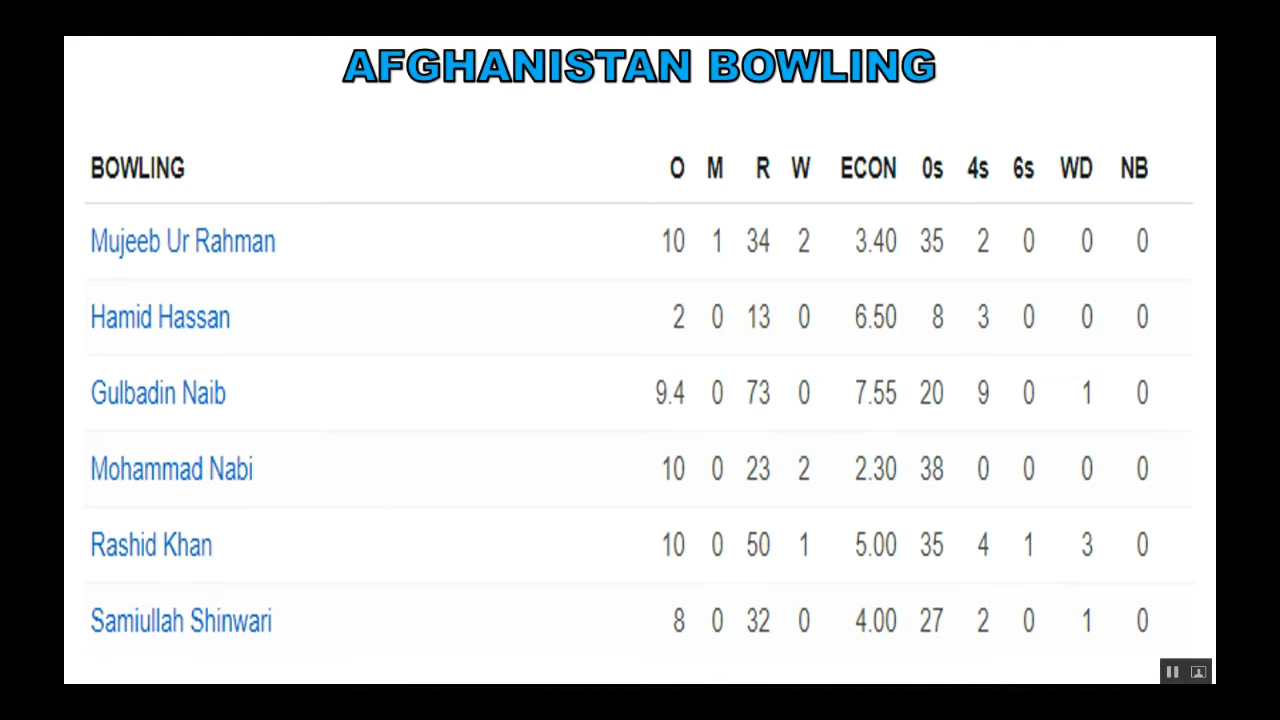 AFGHANISTAN BOWLING
BOWLING O M R W ECON 0s 4s 6s WD NB
Mujeeb Ur Rahman 10 1 34 2 3.40 35 2 0 0 0
Hamid Hassan 2 0 13 0 6.50 8 3 0 0 0
Gulbadin Naib 9.4 0 73 0 7.55 20 9 0 1 0
Mohammad Nabi 10 0 23 2 2.30 38 0 0 0 0
Rashid Khan 10 0 50 1 5.00 35 4 1 3 0
Samiullah Shinwari 8 0 32 0 4.00 27 2 0 1 0